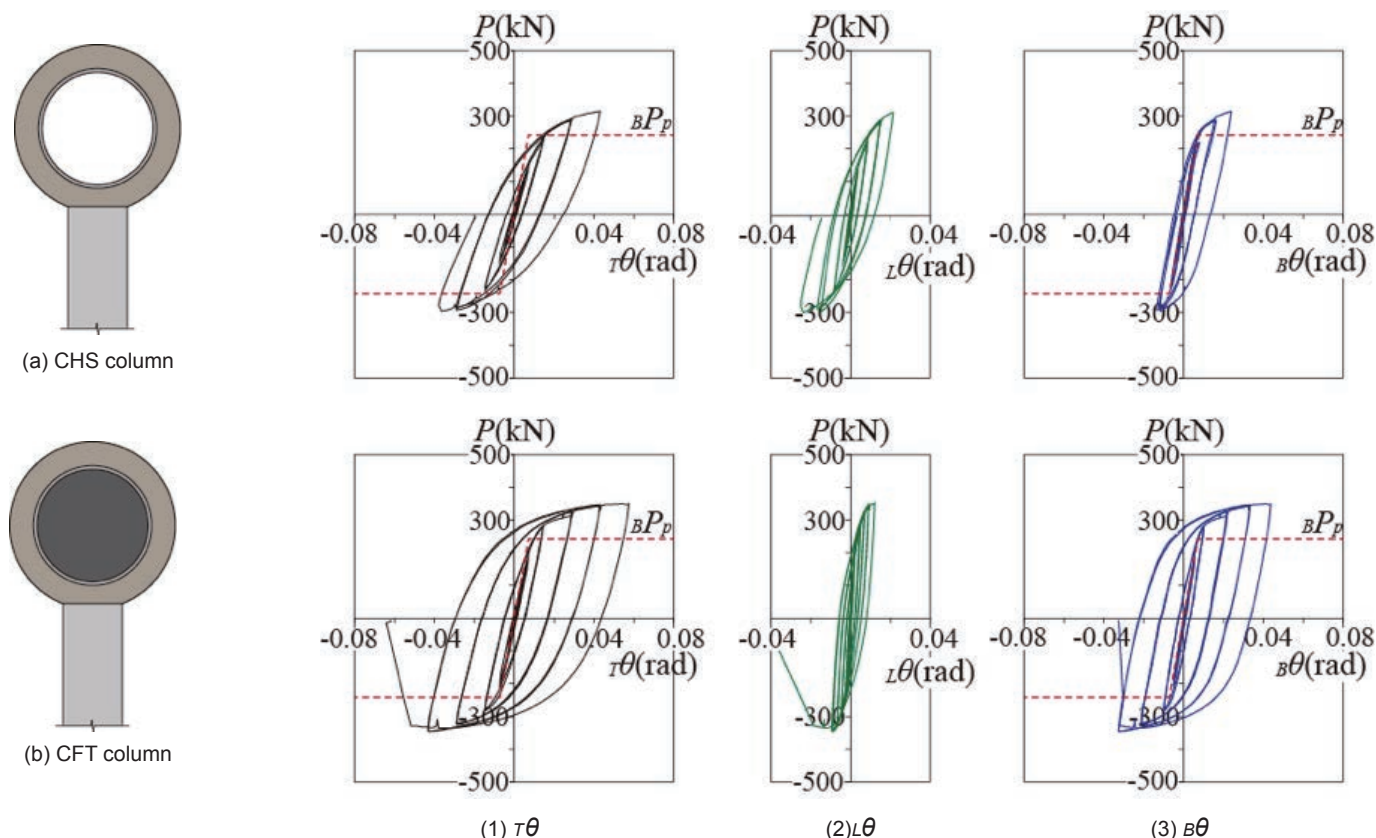 (a) CHS column
P(kN)
500
300
BPp
-0.08
-0.04
0.04
0.08
Tθ(rad)
-300
-500
P(kN)
500
300
-0.04
0.04
Lθ(rad)
-300
-500
P(kN)
500
300
BPp
-0.08
-0.04
0.04
0.08
Bθ(rad)
-300
-500
(b) CFT column
P(kN)
500
300
BPp
-0.08
-0.04
0.04
0.08
Tθ(rad)
-300
-500
P(kN)
500
300
-0.04
0.04
Lθ(rad)
-300
-500
P(kN)
500
300
BPp
-0.08
-0.04
0.04
0.08
Bθ(rad)
-300
-500
(1) Tθ
(2)Lθ
(3) Bθ